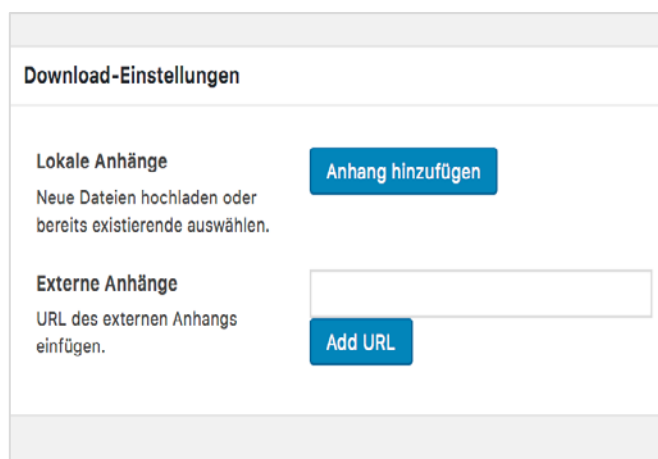 Download-Einstellungen
Lokale Anhänge
Neue Dateien hochladen oder
bereits existierende auswählen.
Anhang hinzufügen
Externe Anhänge
URL des externen Anhangs
einfügen.
Add URL